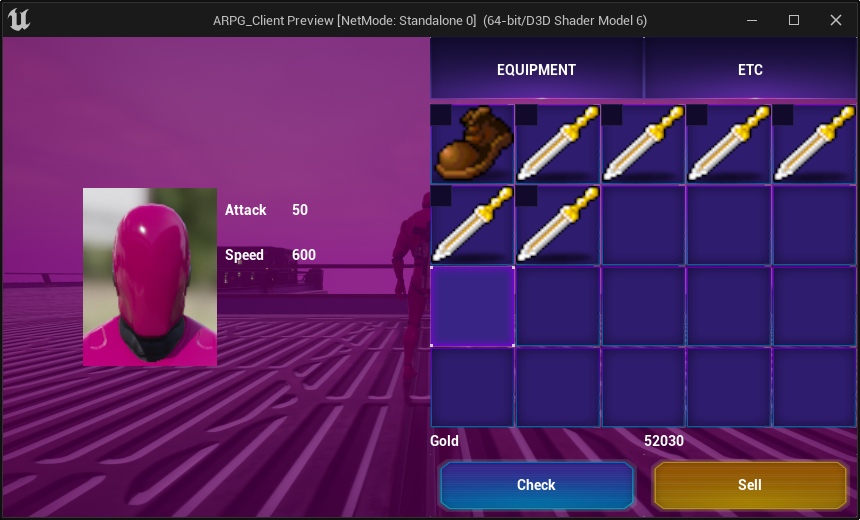 ARPG_Client Preview [NetMode: Standalone 0] (64-bit/D3D Shader Model 6)
EQUIPMENT
ETC
Attack 50
Speed 600
Gold 52030
Check
Sell